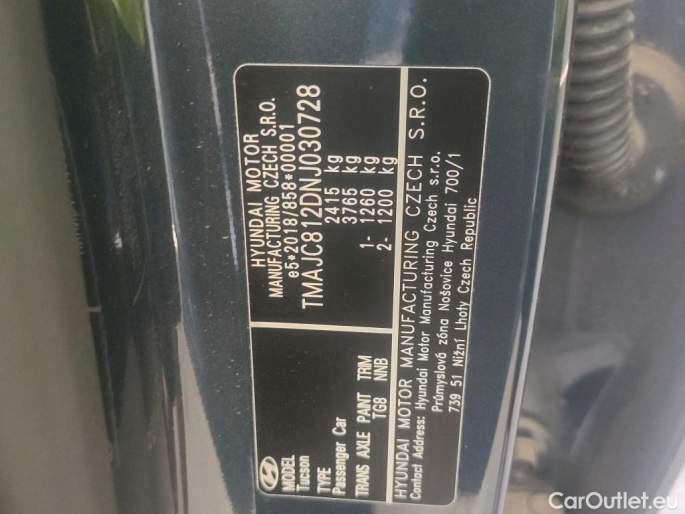 HYUNDAI MOTOR
MANUFACTURING CZECH S.R.O.
e5*2018/858*00001
TMAJC812DNJ030728
2415 kg
3765 kg
1- 1260 kg
2- 1200 kg
MODEL
Tucson
TYPE
Passenger Car
TRANS AXLE PAINT TRIM
TG8 NNB
HYUNDAI MOTOR MANUFACTURING CZECH S.R.O.
Contact Address: Hyundai Motor Manufacturing Czech s.r.o.
Průmyslová zóna Nošovice Hyundai 700/1
739 51 Nižní Lhoty Czech Republic
CarOutlet.eu